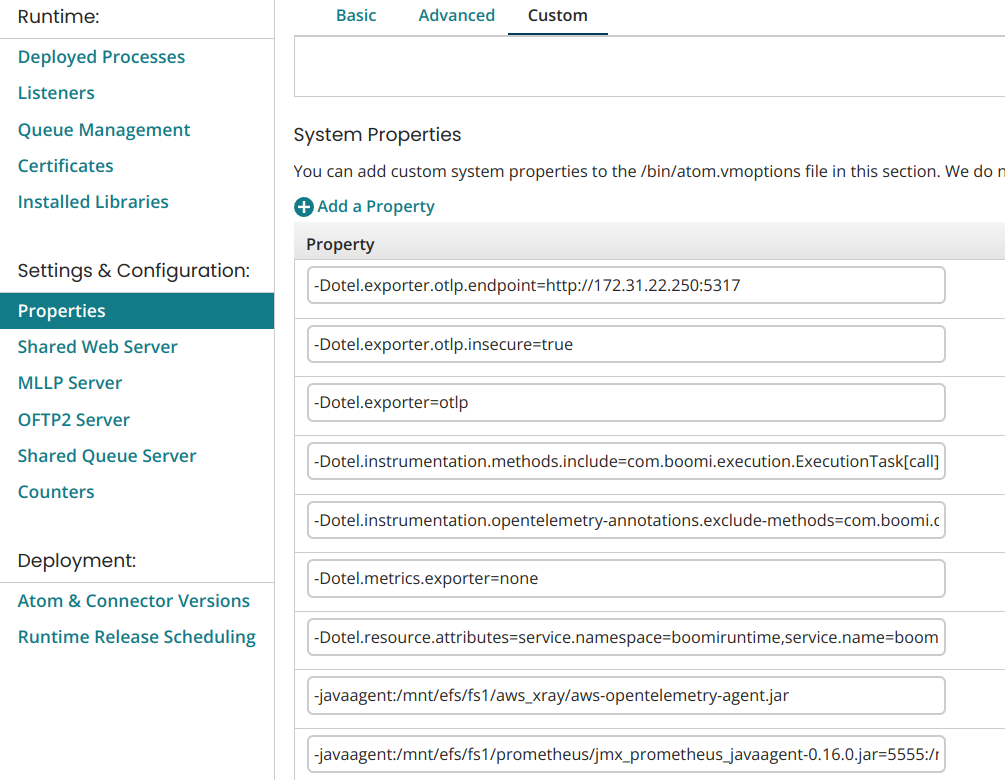 Runtime:
Deployed Processes
Listeners
Queue Management
Certificates
Installed Libraries
Settings & Configuration:
Properties
Shared Web Server
MLLP Server
OFTP2 Server
Shared Queue Server
Counters
Deployment:
Atom & Connector Versions
Runtime Release Scheduling
Basic Advanced Custom
System Properties
You can add custom system properties to the /bin/atom.vmoptions file in this section. We do n
Add a Property
Property
-Dotel.exporter.otlp.endpoint=http://172.31.22.250:5317
-Dotel.exporter.otlp.insecure=true
-Dotel.exporter=otlp
-Dotel.instrumentation.methods.include=com.boomi.execution.ExecutionTask[call]
-Dotel.instrumentation.opentelemetry-annotations.exclude-methods=com.boomi.c
-Dotel.metrics.exporter=none
-Dotel.resource.attributes=service.namespace=boomiruntime,service.name=boom
-javaagent:/mnt/efs/fs1/aws_xray/aws-opentelemetry-agent.jar
-javaagent:/mnt/efs/fs1/prometheus/jmx_prometheus_javaagent-0.16.0.jar=5555:/